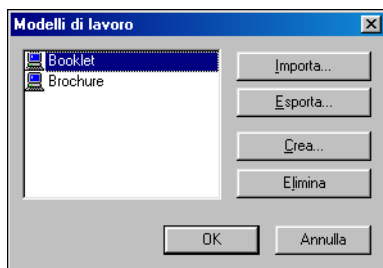 Modelli di lavoro
Booklet
Brochure
Importa...
Esporta...
Crea...
Elimina
OK
Annulla